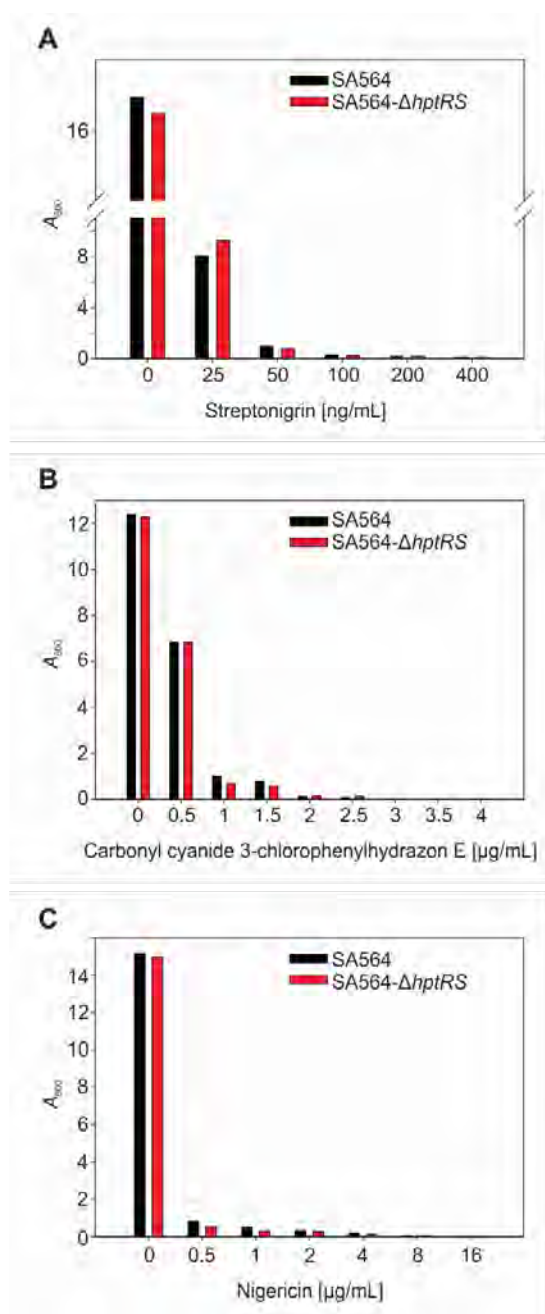 A
SA564
SA564-ΔhptRS
16
8
4
0
A₆₀₀
0 25 50 100 200 400
Streptonigrin [ng/mL]
B
SA564
SA564-ΔhptRS
12
10
8
6
4
2
0
A₆₀₀
0 0.5 1 1.5 2 2.5 3 3.5 4
Carbonyl cyanide 3-chlorophenylhydrazon E [µg/mL]
C
SA564
SA564-ΔhptRS
14
12
10
8
6
4
2
0
A₆₀₀
0 0.5 1 2 4 8 16
Nigericin [µg/mL]